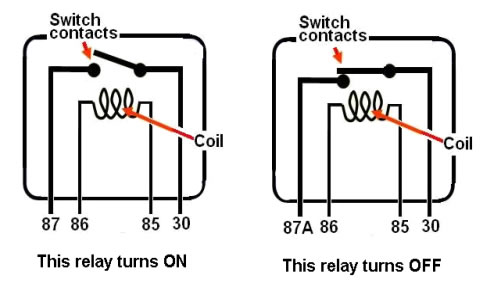 Switch
contacts
Coil
87 86 85 30
This relay turns ON
Switch
contacts
Coil
87A 86 85 30
This relay turns OFF